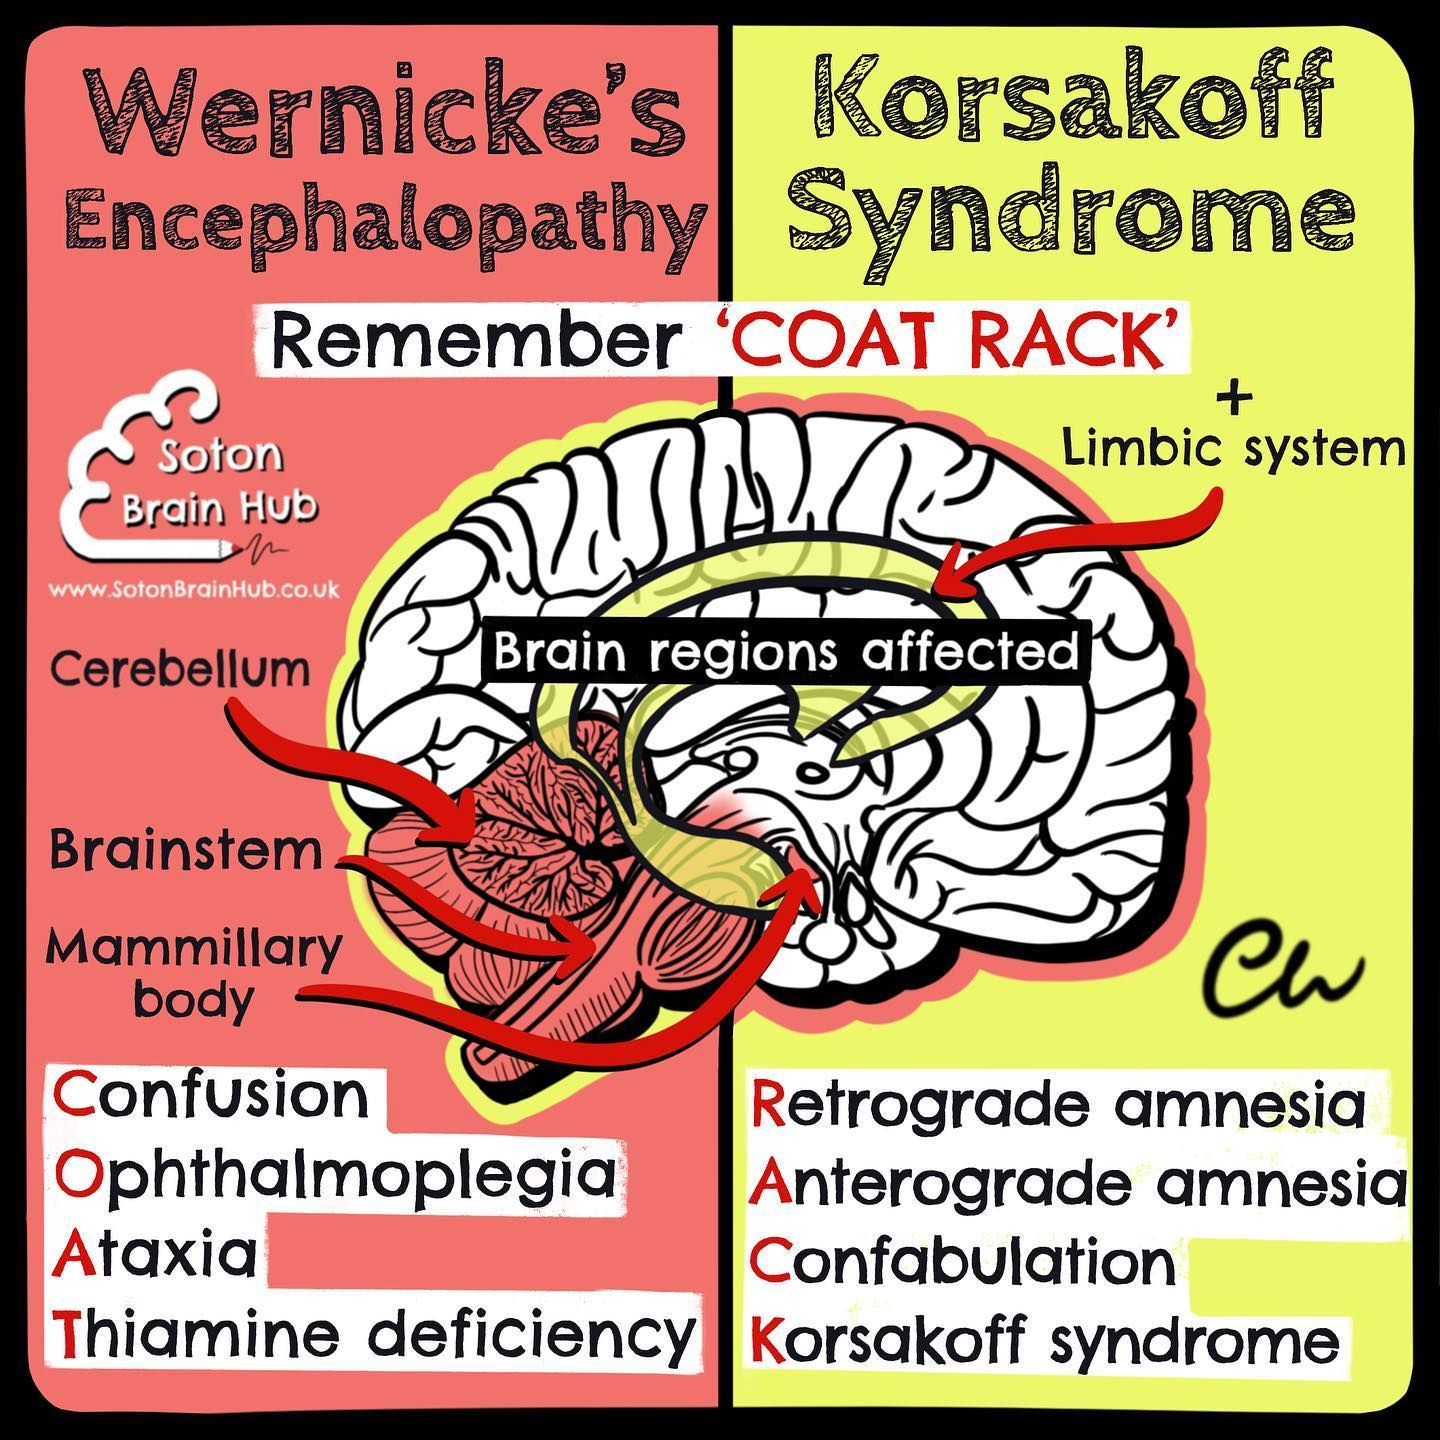 Wernicke's
Encephalopathy
Korsakoff
Syndrome
Remember 'COAT RACK'
+
Limbic system
Soton
Brain Hub
www.SotonBrainHub.co.uk
Brain regions affected
Cerebellum
Brainstem
Mammillary
body
Confusion
Ophthalmoplegia
Ataxia
Thiamine deficiency
Retrograde amnesia
Anterograde amnesia
Confabulation
Korsakoff syndrome